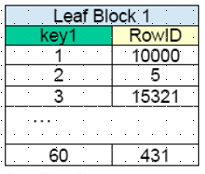 Leaf Block 1
key1 RowID
1 10000
2 5
3 15321
...
60 431